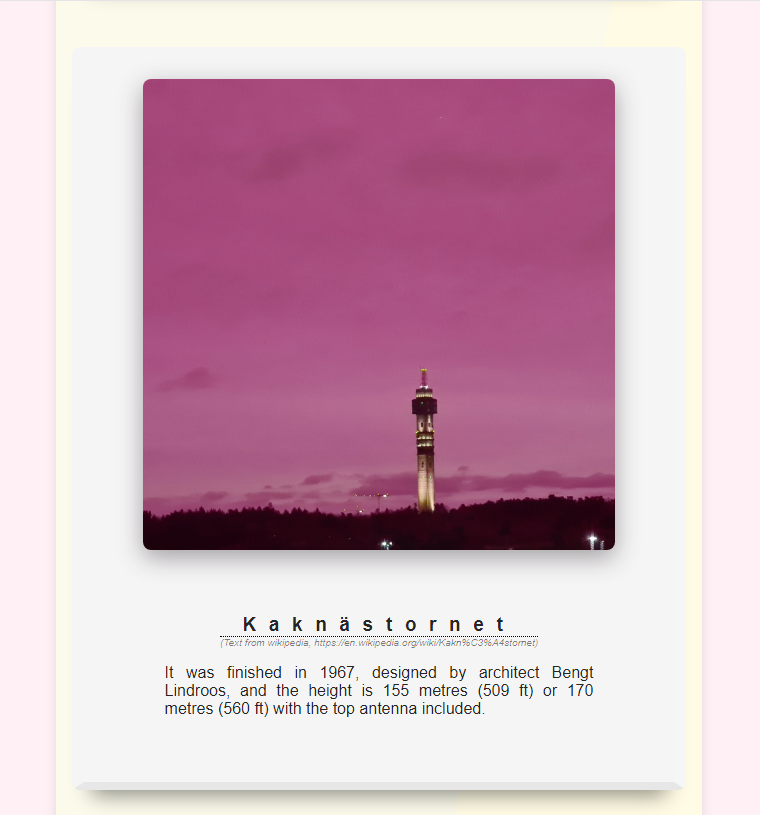 Kaknästornet
(Text from wikipedia, https://en.wikipedia.org/wiki/Kakn%C3%A4stornet)
It was finished in 1967, designed by architect Bengt
Lindroos, and the height is 155 metres (509 ft) or 170
metres (560 ft) with the top antenna included.